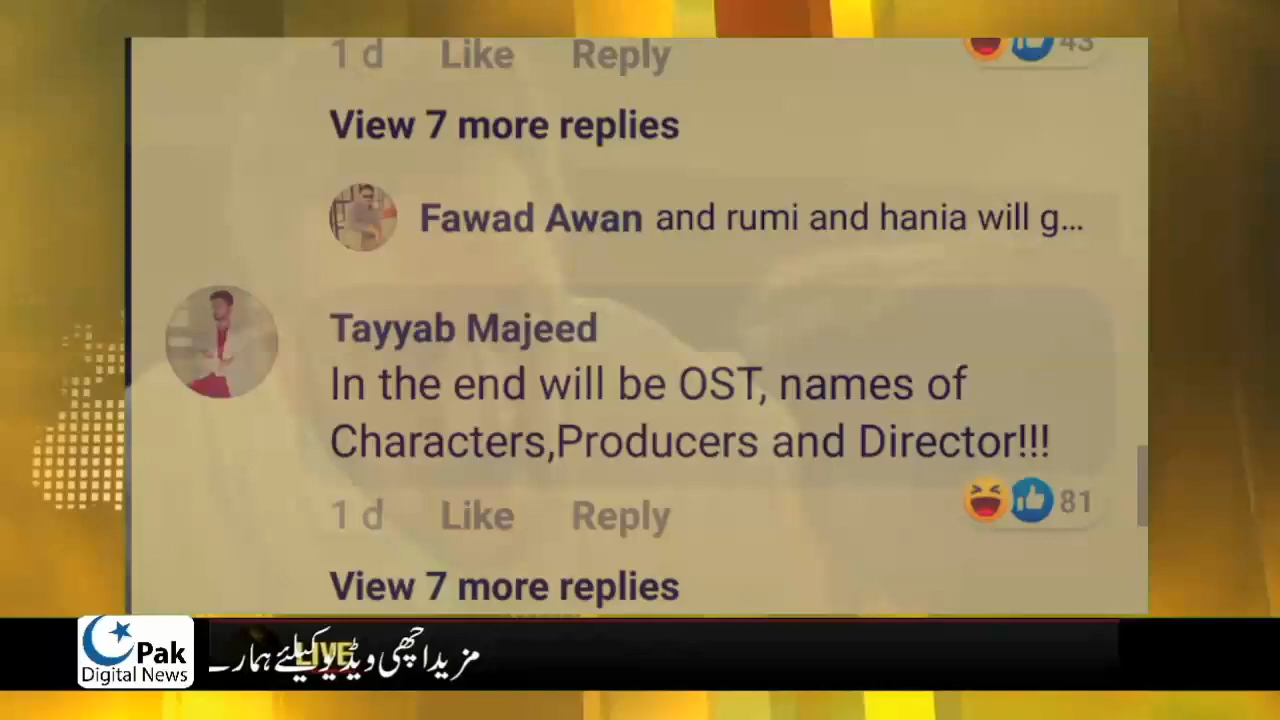 1 d Like Reply 43
View 7 more replies
Fawad Awan and rumi and hania will g...
Tayyab Majeed
In the end will be OST, names of
Characters,Producers and Director!!!
1 d Like Reply 81
View 7 more replies
Pak
Digital News
LIVE
مزید اچھی ویڈیو کیلئے ہمارے